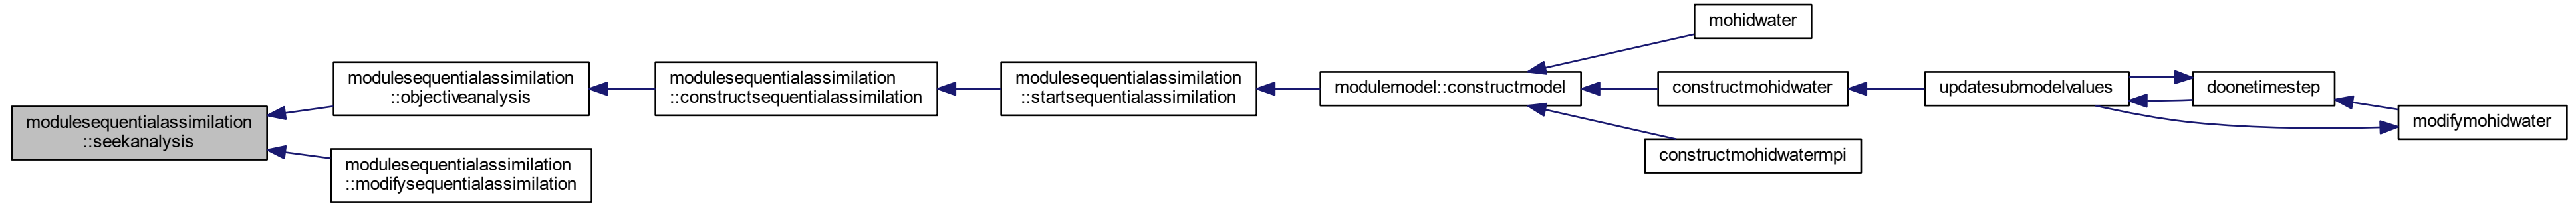 modulesequentialassimilation
::seekanalysis
modulesequentialassimilation
::objectiveanalysis
modulesequentialassimilation
::modifysequentialassimilation
modulesequentialassimilation
::constructsequentialassimilation
modulesequentialassimilation
::startsequentialassimilation
modulemodel::constructmodel
mohidwater
constructmohidwater
constructmohidwatermpi
updatesubmodelvalues
doonetimestep
modifymohidwater